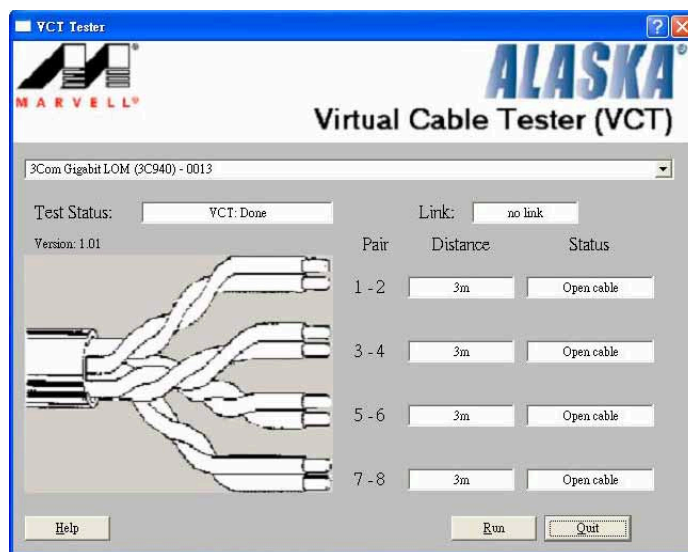 VCT Tester
MARVELL®
ALASKA®
Virtual Cable Tester (VCT)
3Com Gigabit LOM (3C940) - 0013
Test Status: VCT: Done Link: no link
Version: 1.01
Pair Distance Status
1 - 2 3m Open cable
3 - 4 3m Open cable
5 - 6 3m Open cable
7 - 8 3m Open cable
Help Run Quit